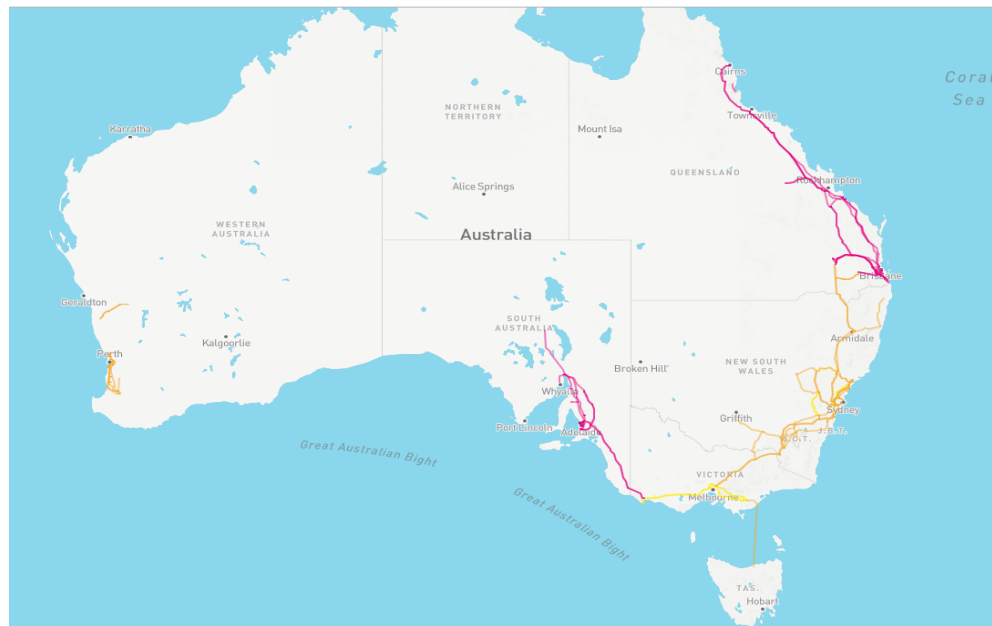 Coral
Sea
Cairns
NORTHERN
TERRITORY
Townsville
Karratha
Mount Isa
QUEENSLAND
Rockhampton
Alice Springs
WESTERN
AUSTRALIA
Australia
Brisbane
Geraldton
SOUTH
AUSTRALIA
Armidale
Kalgoorlie
Perth
Broken Hill
NEW SOUTH
WALES
Whyalla
Sydney
Griffith
Port Lincoln
Adelaide
J.B.T.
A.C.T.
Great Australian Bight
VICTORIA
Melbourne
Great Australian Bight
TAS.
Hobart